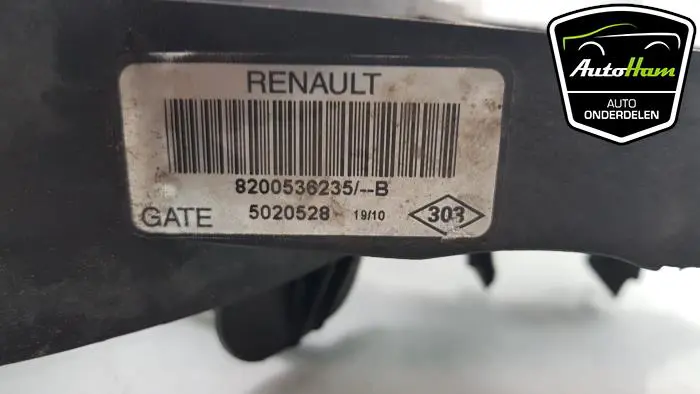 RENAULT
8200536235/--B
GATE 5020528 19/10 303
AutoHam
AUTO
ONDERDELEN